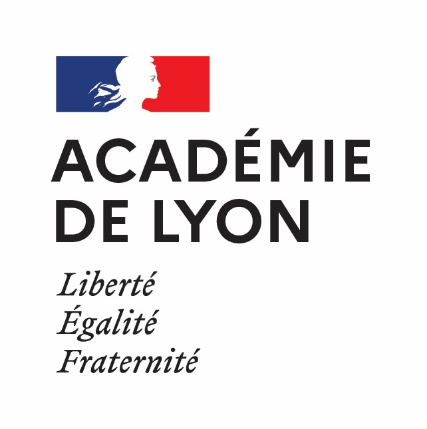 ACADÉMIE
DE LYON
Liberté
Égalité
Fraternité